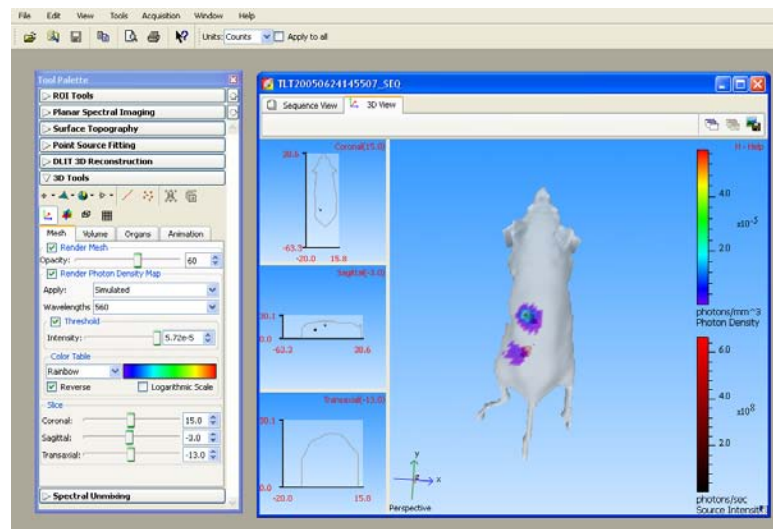 File Edit View Tools Acquisition Window Help
Units: Counts Apply to all
Tool Palette
ROI Tools
Planar Spectral Imaging
Surface Topography
Point Source Fitting
DLIT 3D Reconstruction
3D Tools
Mesh Volume Organs Animation
Render Mesh
Opacity: 60
Render Photon Density Map
Apply: Simulated
Wavelengths 560
Threshold
Intensity: 5.72e-5
Color Table
Rainbow
Reverse Logarithmic Scale
Slice
Coronal: 15.0
Sagittal: -3.0
Transaxial: -13.0
Spectral Unmixing
TLT20050624145507_SEQ
Sequence View 3D View
Coronal(15.0)
20.6
-63.3
-20.0 15.8
Sagittal(-3.0)
30.1
0.0
-63.3 20.6
Transaxial(-13.0)
30.1
0.0
-20.0 15.8
H - Help
4.0
x10^-5
2.0
photons/mm^3
Photon Density
6.0
4.0
x10^8
2.0
photons/sec
Source Intensit
y
z x
Perspective